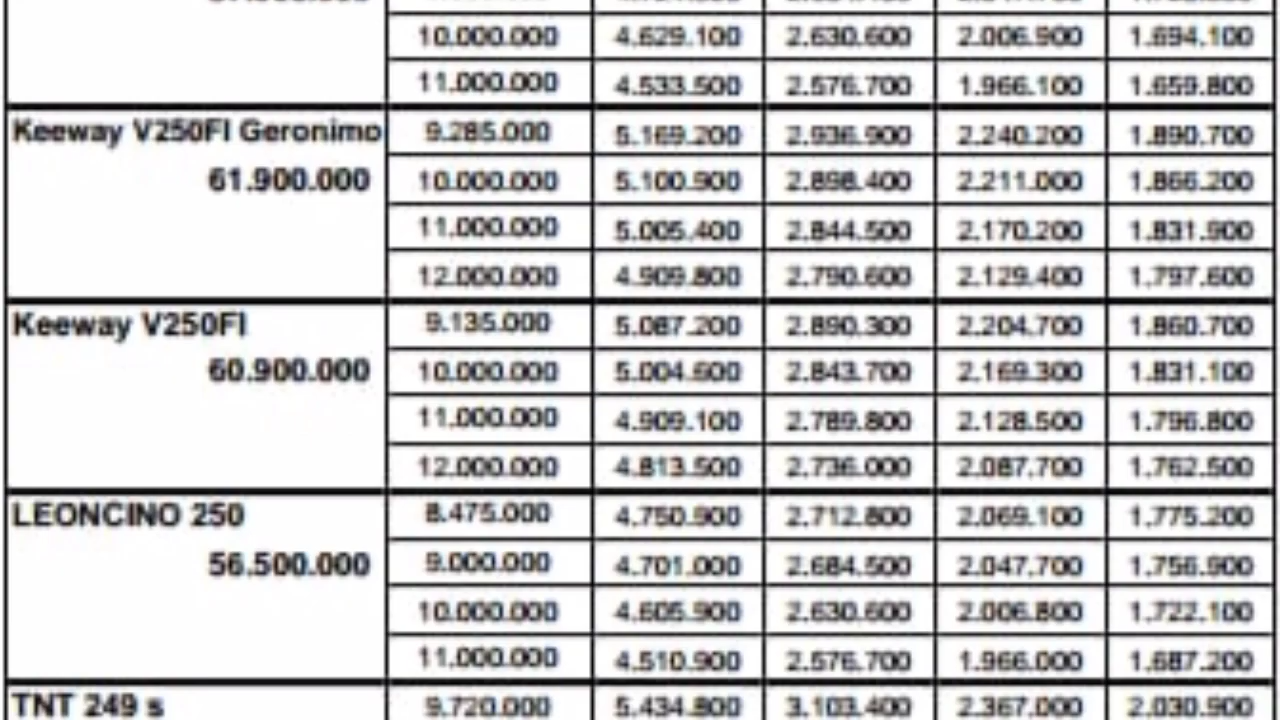 10.000.000 4.629.100 2.630.600 2.006.900 1.694.100
11.000.000 4.533.500 2.576.700 1.966.100 1.659.800
Keeway V250FI Geronimo 9.285.000 5.169.200 2.936.900 2.240.200 1.890.700
61.900.000 10.000.000 5.100.900 2.898.400 2.211.000 1.866.200
11.000.000 5.005.400 2.844.500 2.170.200 1.831.900
12.000.000 4.909.800 2.790.600 2.129.400 1.797.600
Keeway V250FI 9.135.000 5.087.200 2.890.300 2.204.700 1.860.700
60.900.000 10.000.000 5.004.600 2.843.700 2.169.300 1.831.100
11.000.000 4.909.100 2.789.800 2.128.500 1.796.800
12.000.000 4.813.500 2.736.000 2.087.700 1.762.500
LEONCINO 250 8.475.000 4.750.900 2.712.800 2.069.100 1.775.200
56.500.000 9.000.000 4.701.000 2.684.500 2.047.700 1.756.900
10.000.000 4.605.900 2.630.600 2.006.800 1.722.100
11.000.000 4.510.900 2.576.700 1.966.000 1.687.200
TNT 249 s 9.720.000 5.434.800 3.103.400 2.367.000 2.030.900